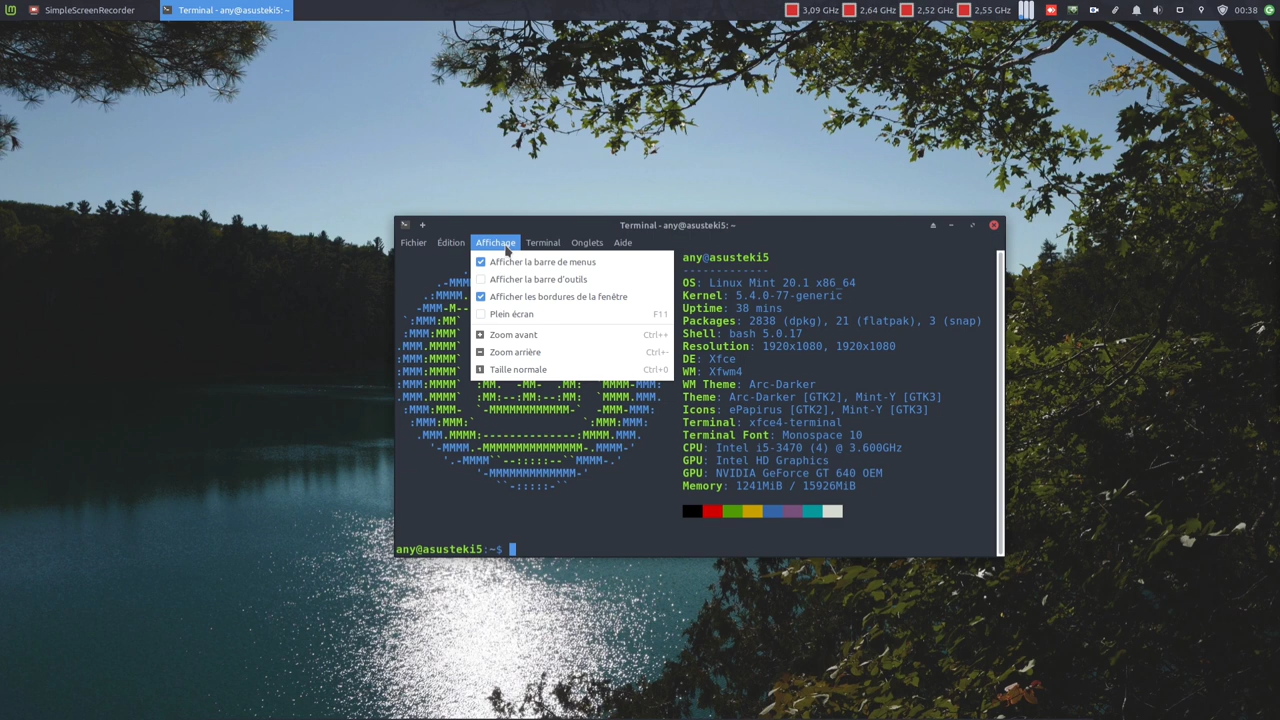 SimpleScreenRecorder
Terminal - any@asusteki5: ~
3,09 GHz
2,64 GHz
2,52 GHz
2,55 GHz
00:38
Terminal - any@asusteki5: ~
Fichier Édition Affichage Terminal Onglets Aide
Afficher la barre de menus
Afficher la barre d'outils
Afficher les bordures de la fenêtre
Plein écran F11
Zoom avant Ctrl++
Zoom arrière Ctrl+-
Taille normale Ctrl+0
any@asusteki5
-------------
OS: Linux Mint 20.1 x86_64
Kernel: 5.4.0-77-generic
Uptime: 38 mins
Packages: 2838 (dpkg), 21 (flatpak), 3 (snap)
Shell: bash 5.0.17
Resolution: 1920x1080, 1920x1080
DE: Xfce
WM: Xfwm4
WM Theme: Arc-Darker
Theme: Arc-Darker [GTK2], Mint-Y [GTK3]
Icons: ePapirus [GTK2], Mint-Y [GTK3]
Terminal: xfce4-terminal
Terminal Font: Monospace 10
CPU: Intel i5-3470 (4) @ 3.600GHz
GPU: Intel HD Graphics
GPU: NVIDIA GeForce GT 640 OEM
Memory: 1241MiB / 15926MiB
any@asusteki5:~$